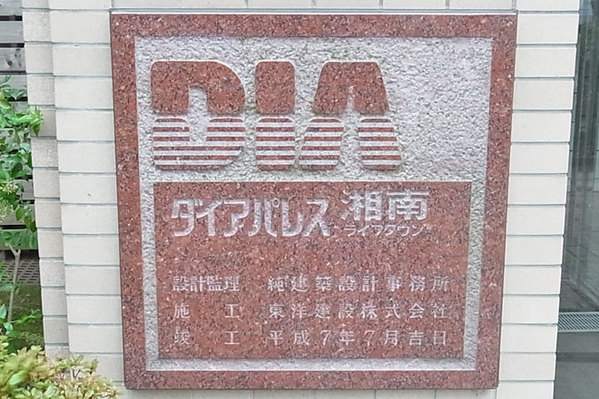 DIA
ダイアパレス湘南
ライフタウン
設計監理 純建築設計事務所
施工 東洋建設株式会社
竣工 平成7年7月吉日